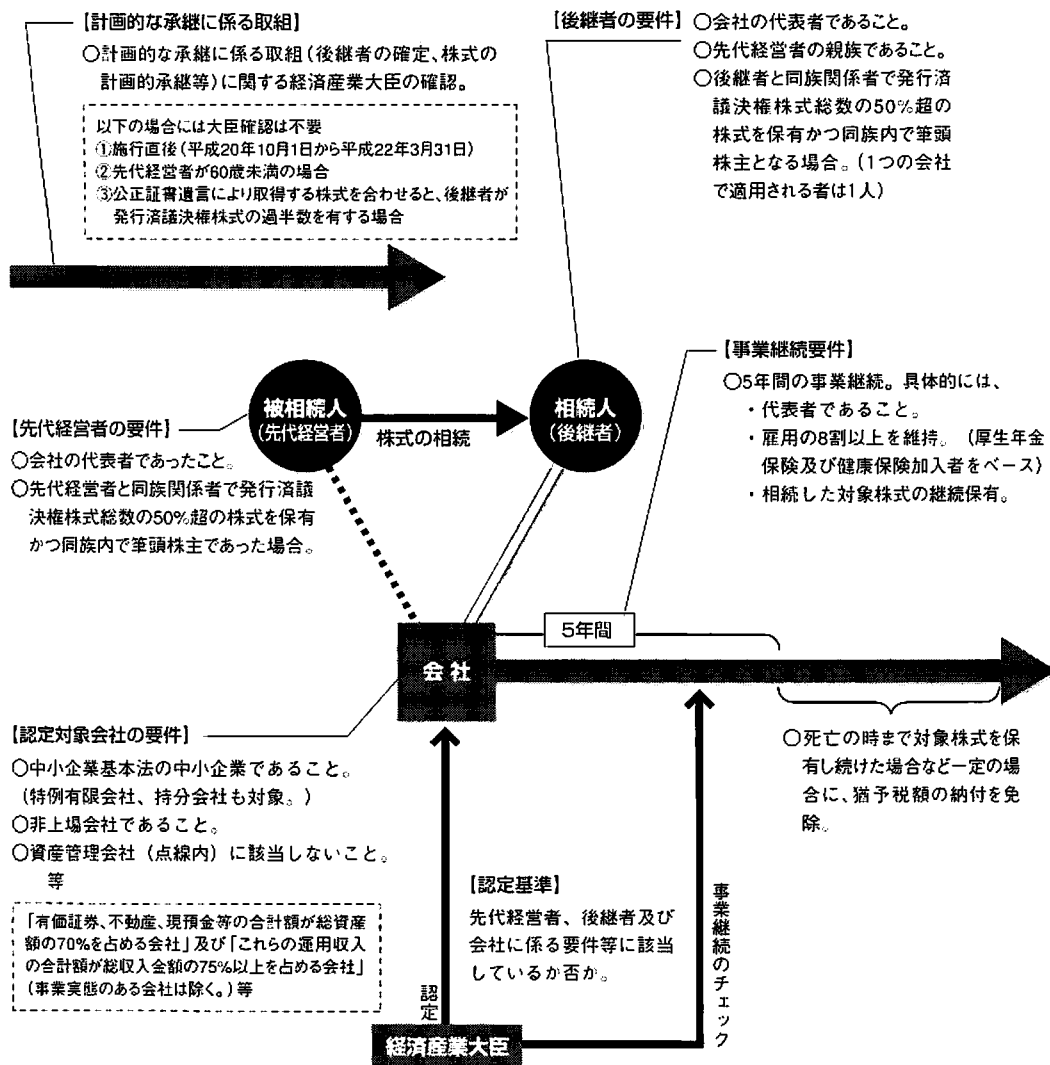 【計画的な承継に係る取組】
○計画的な承継に係る取組（後継者の確定、株式の
計画的承継等）に関する経済産業大臣の確認。
以下の場合には大臣確認は不要
①施行直後（平成20年10月1日から平成22年3月31日）
②先代経営者が60歳未満の場合
③公正証書遺言により取得する株式を合わせると、後継者が
発行済議決権株式の過半数を有する場合
【後継者の要件】
○会社の代表者であること。
○先代経営者の親族であること。
○後継者と同族関係者で発行済
議決権株式総数の50%超の
株式を保有かつ同族内で筆頭
株主となる場合。（1つの会社
で適用される者は1人）
被相続人
（先代経営者）
株式の相続
相続人
（後継者）
【先代経営者の要件】
○会社の代表者であったこと。
○先代経営者と同族関係者で発行済議
決権株式総数の50%超の株式を保有
かつ同族内で筆頭株主であった場合。
【事業継続要件】
○5年間の事業継続。具体的には、
・代表者であること。
・雇用の8割以上を維持。（厚生年金
保険及び健康保険加入者をベース）
・相続した対象株式の継続保有。
5年間
会社
【認定対象会社の要件】
○中小企業基本法の中小企業であること。
（特例有限会社、持分会社も対象。）
○非上場会社であること。
○資産管理会社（点線内）に該当しないこと。
等
「有価証券、不動産、現預金等の合計額が総資産
額の70%を占める会社」及び「これらの運用収入
の合計額が総収入金額の75%以上を占める会社」
（事業実態のある会社は除く。）等
○死亡の時まで対象株式を保
有し続けた場合など一定の場
合に、猶予税額の納付を免
除。
【認定基準】
先代経営者、後継者及び
会社に係る要件等に該当
しているか否か。
認定
事業継続のチェック
経済産業大臣